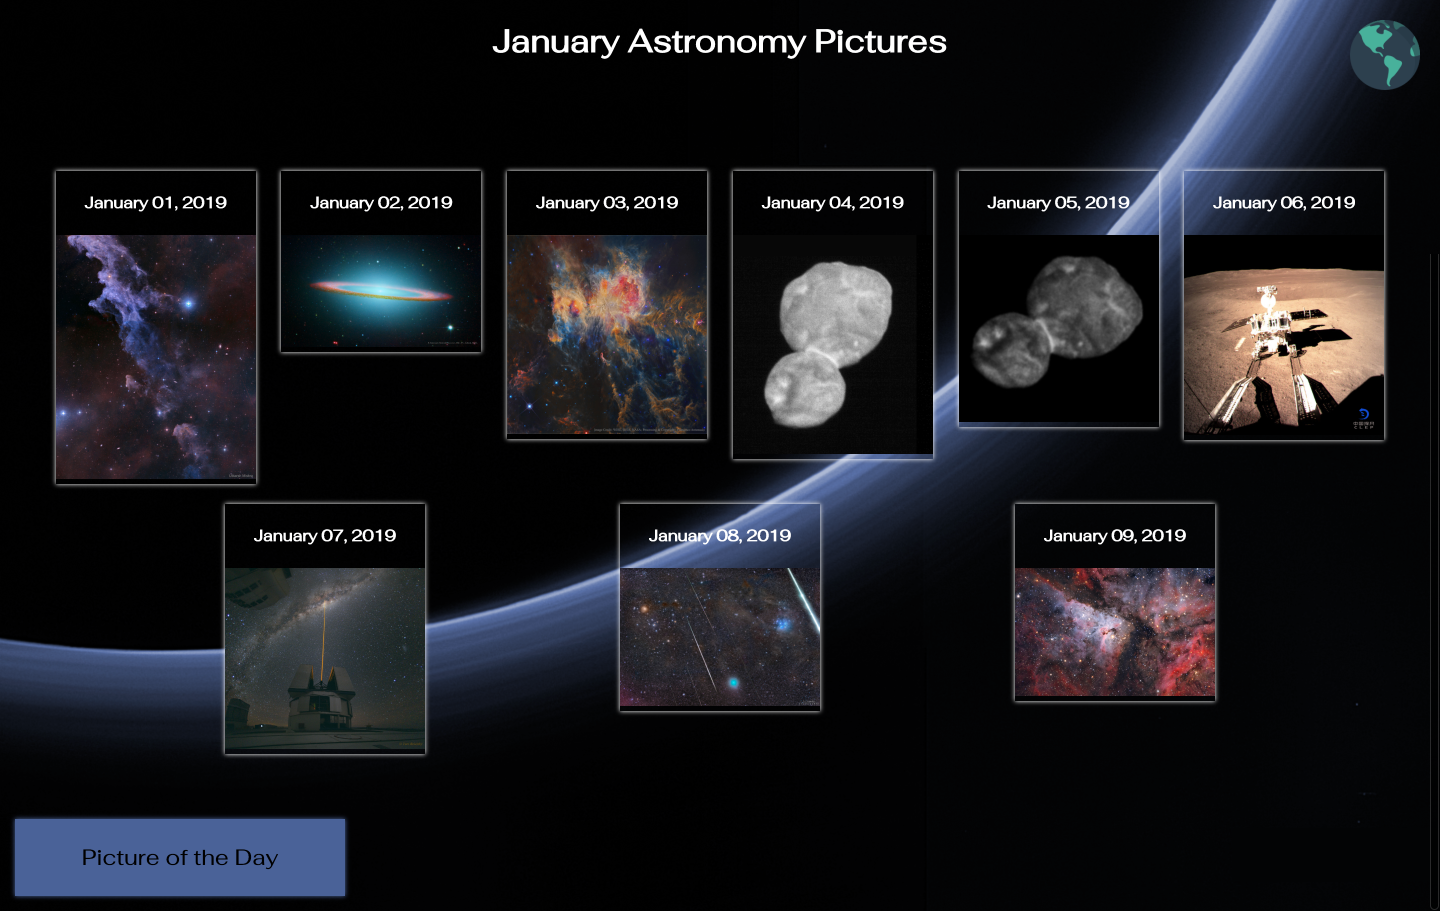 January Astronomy Pictures
January 01, 2019
January 02, 2019
January 03, 2019
January 04, 2019
January 05, 2019
January 06, 2019
CLEP
January 07, 2019
January 08, 2019
January 09, 2019
Picture of the Day